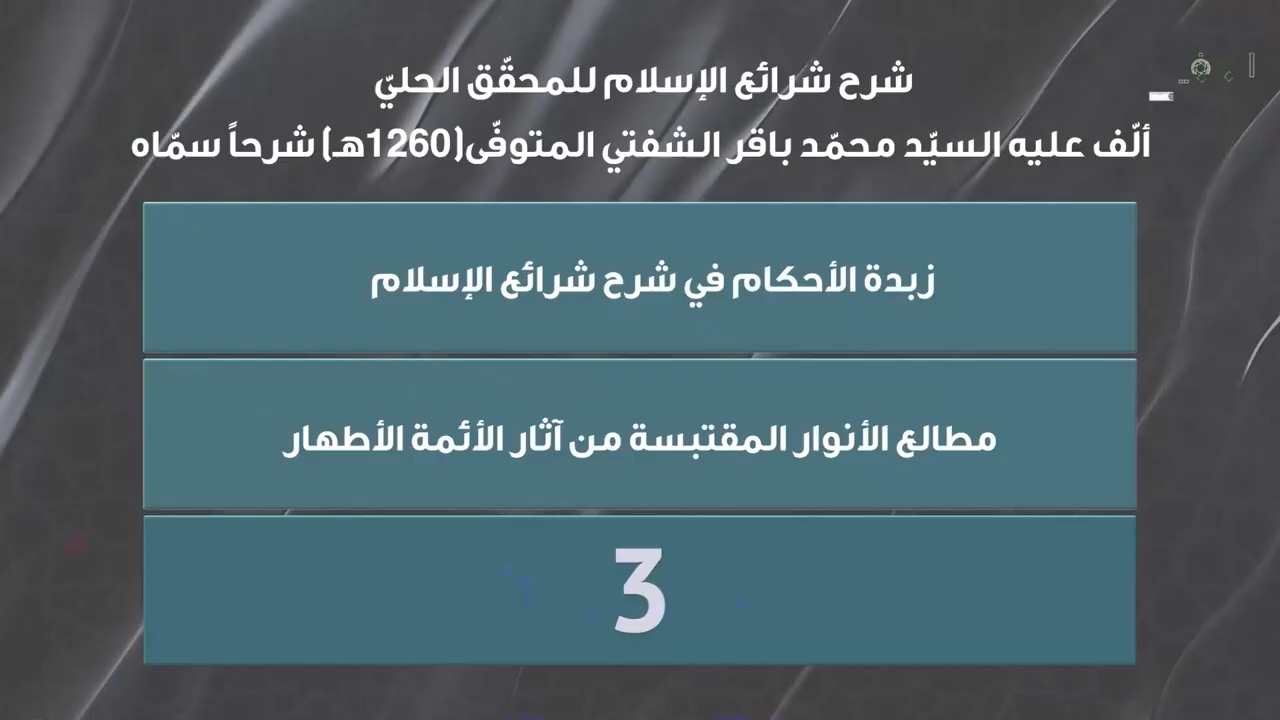 شرح شرائع الإسلام للمحقّق الحليّ
ألّف عليه السيّد محمّد باقر الشفتي المتوفّى(1260هـ) شرحاً سمّاه
زبدة الأحكام في شرح شرائع الإسلام
مطالع الأنوار المقتبسة من آثار الأئمة الأطهار
3